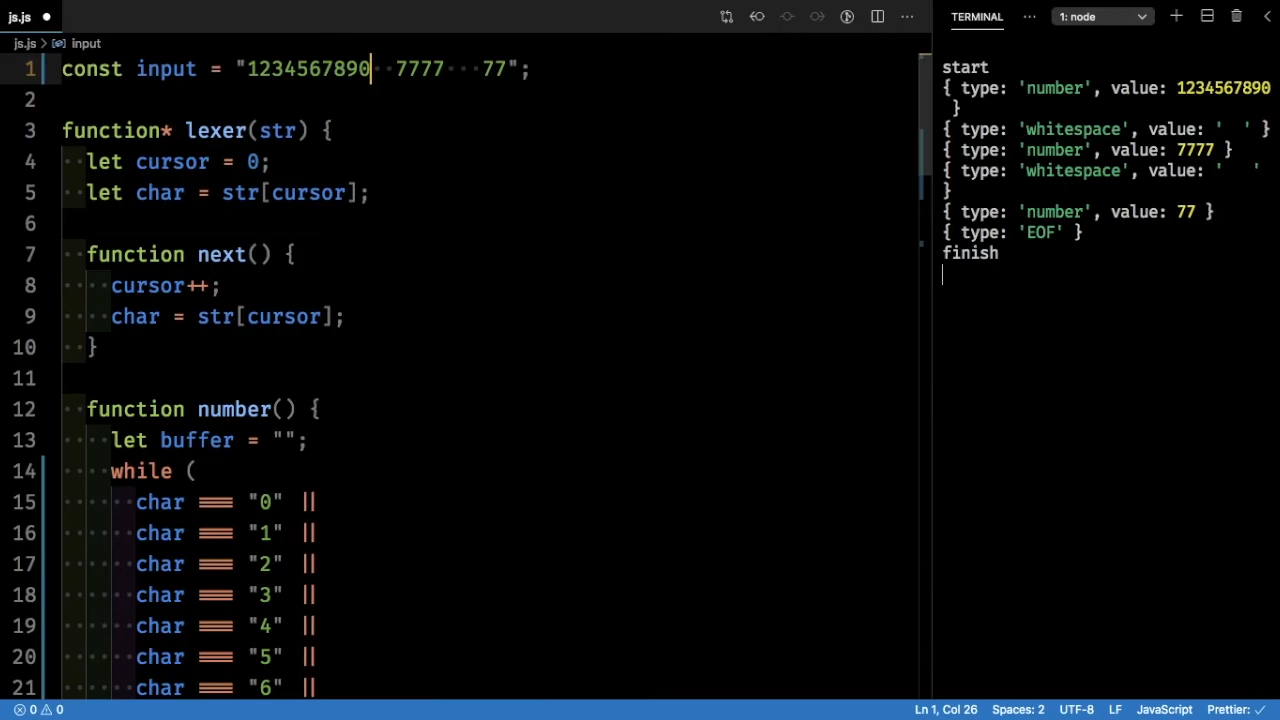 js.js ●
js.js > input
1 const input = "1234567890  7777   77";
2
3 function* lexer(str) {
4 let cursor = 0;
5 let char = str[cursor];
6
7 function next() {
8 cursor++;
9 char = str[cursor];
10 }
11
12 function number() {
13 let buffer = "";
14 while (
15 char === "0" ||
16 char === "1" ||
17 char === "2" ||
18 char === "3" ||
19 char === "4" ||
20 char === "5" ||
21 char === "6" ||
TERMINAL ··· 1: node
start
{ type: 'number', value: 1234567890
}
{ type: 'whitespace', value: '  ' }
{ type: 'number', value: 7777 }
{ type: 'whitespace', value: '   '
}
{ type: 'number', value: 77 }
{ type: 'EOF' }
finish
0 0 Ln 1, Col 26 Spaces: 2 UTF-8 LF JavaScript Prettier: ✓